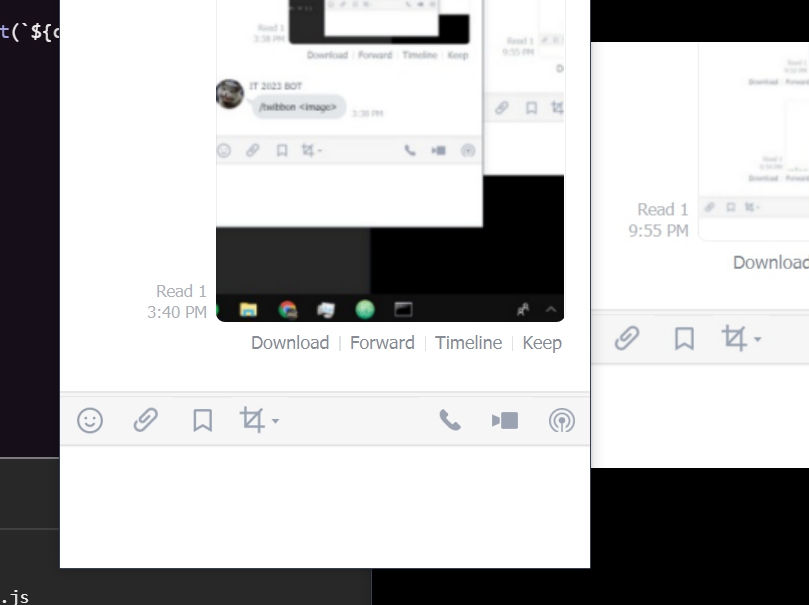 t(`${
Read 1
3:38 PM
Download | Forward | Timeline | Keep
IT 2023 BOT
/twibbon <image>
3:38 PM
Read 1
9:55 PM
D
Read 1
3:40 PM
Download | Forward | Timeline | Keep
Read 1
9:55 PM
Download
.js